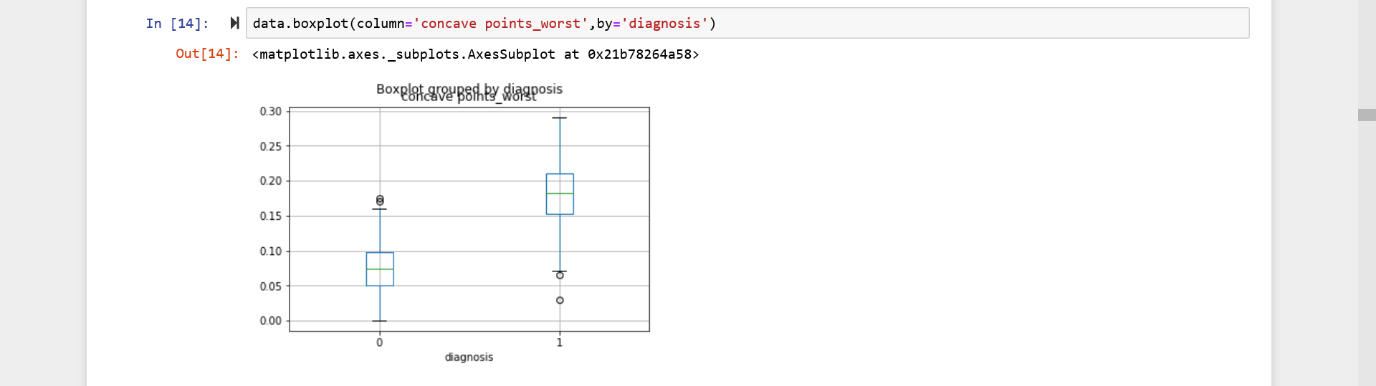 In [14]: data.boxplot(column='concave points_worst',by='diagnosis')
Out[14]: <matplotlib.axes._subplots.AxesSubplot at 0x21b78264a58>
Boxplot grouped by diagnosis
concave points_worst
0.30
0.25
0.20
0.15
0.10
0.05
0.00
0 1
diagnosis